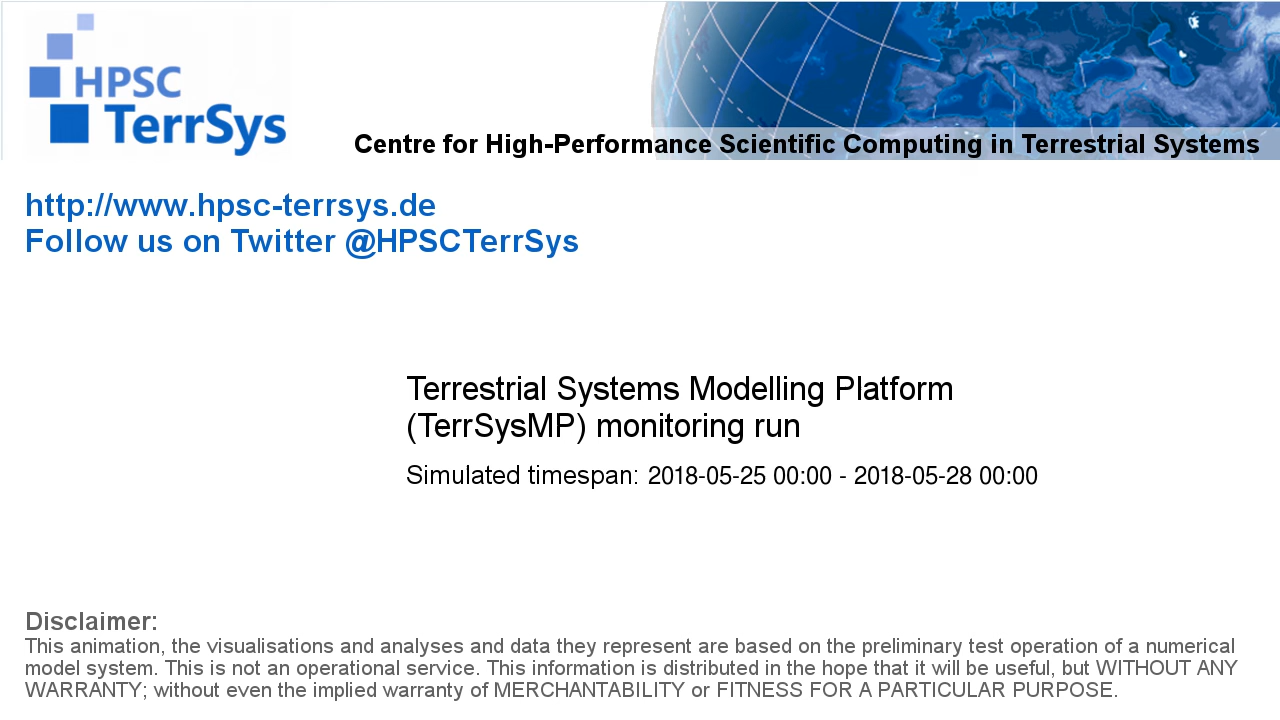 HPSC
TerrSys
Centre for High-Performance Scientific Computing in Terrestrial Systems
http://www.hpsc-terrsys.de
Follow us on Twitter @HPSCTerrSys
Terrestrial Systems Modelling Platform
(TerrSysMP) monitoring run
Simulated timespan: 2018-05-25 00:00 - 2018-05-28 00:00
Disclaimer:
This animation, the visualisations and analyses and data they represent are based on the preliminary test operation of a numerical
model system. This is not an operational service. This information is distributed in the hope that it will be useful, but WITHOUT ANY
WARRANTY; without even the implied warranty of MERCHANTABILITY or FITNESS FOR A PARTICULAR PURPOSE.